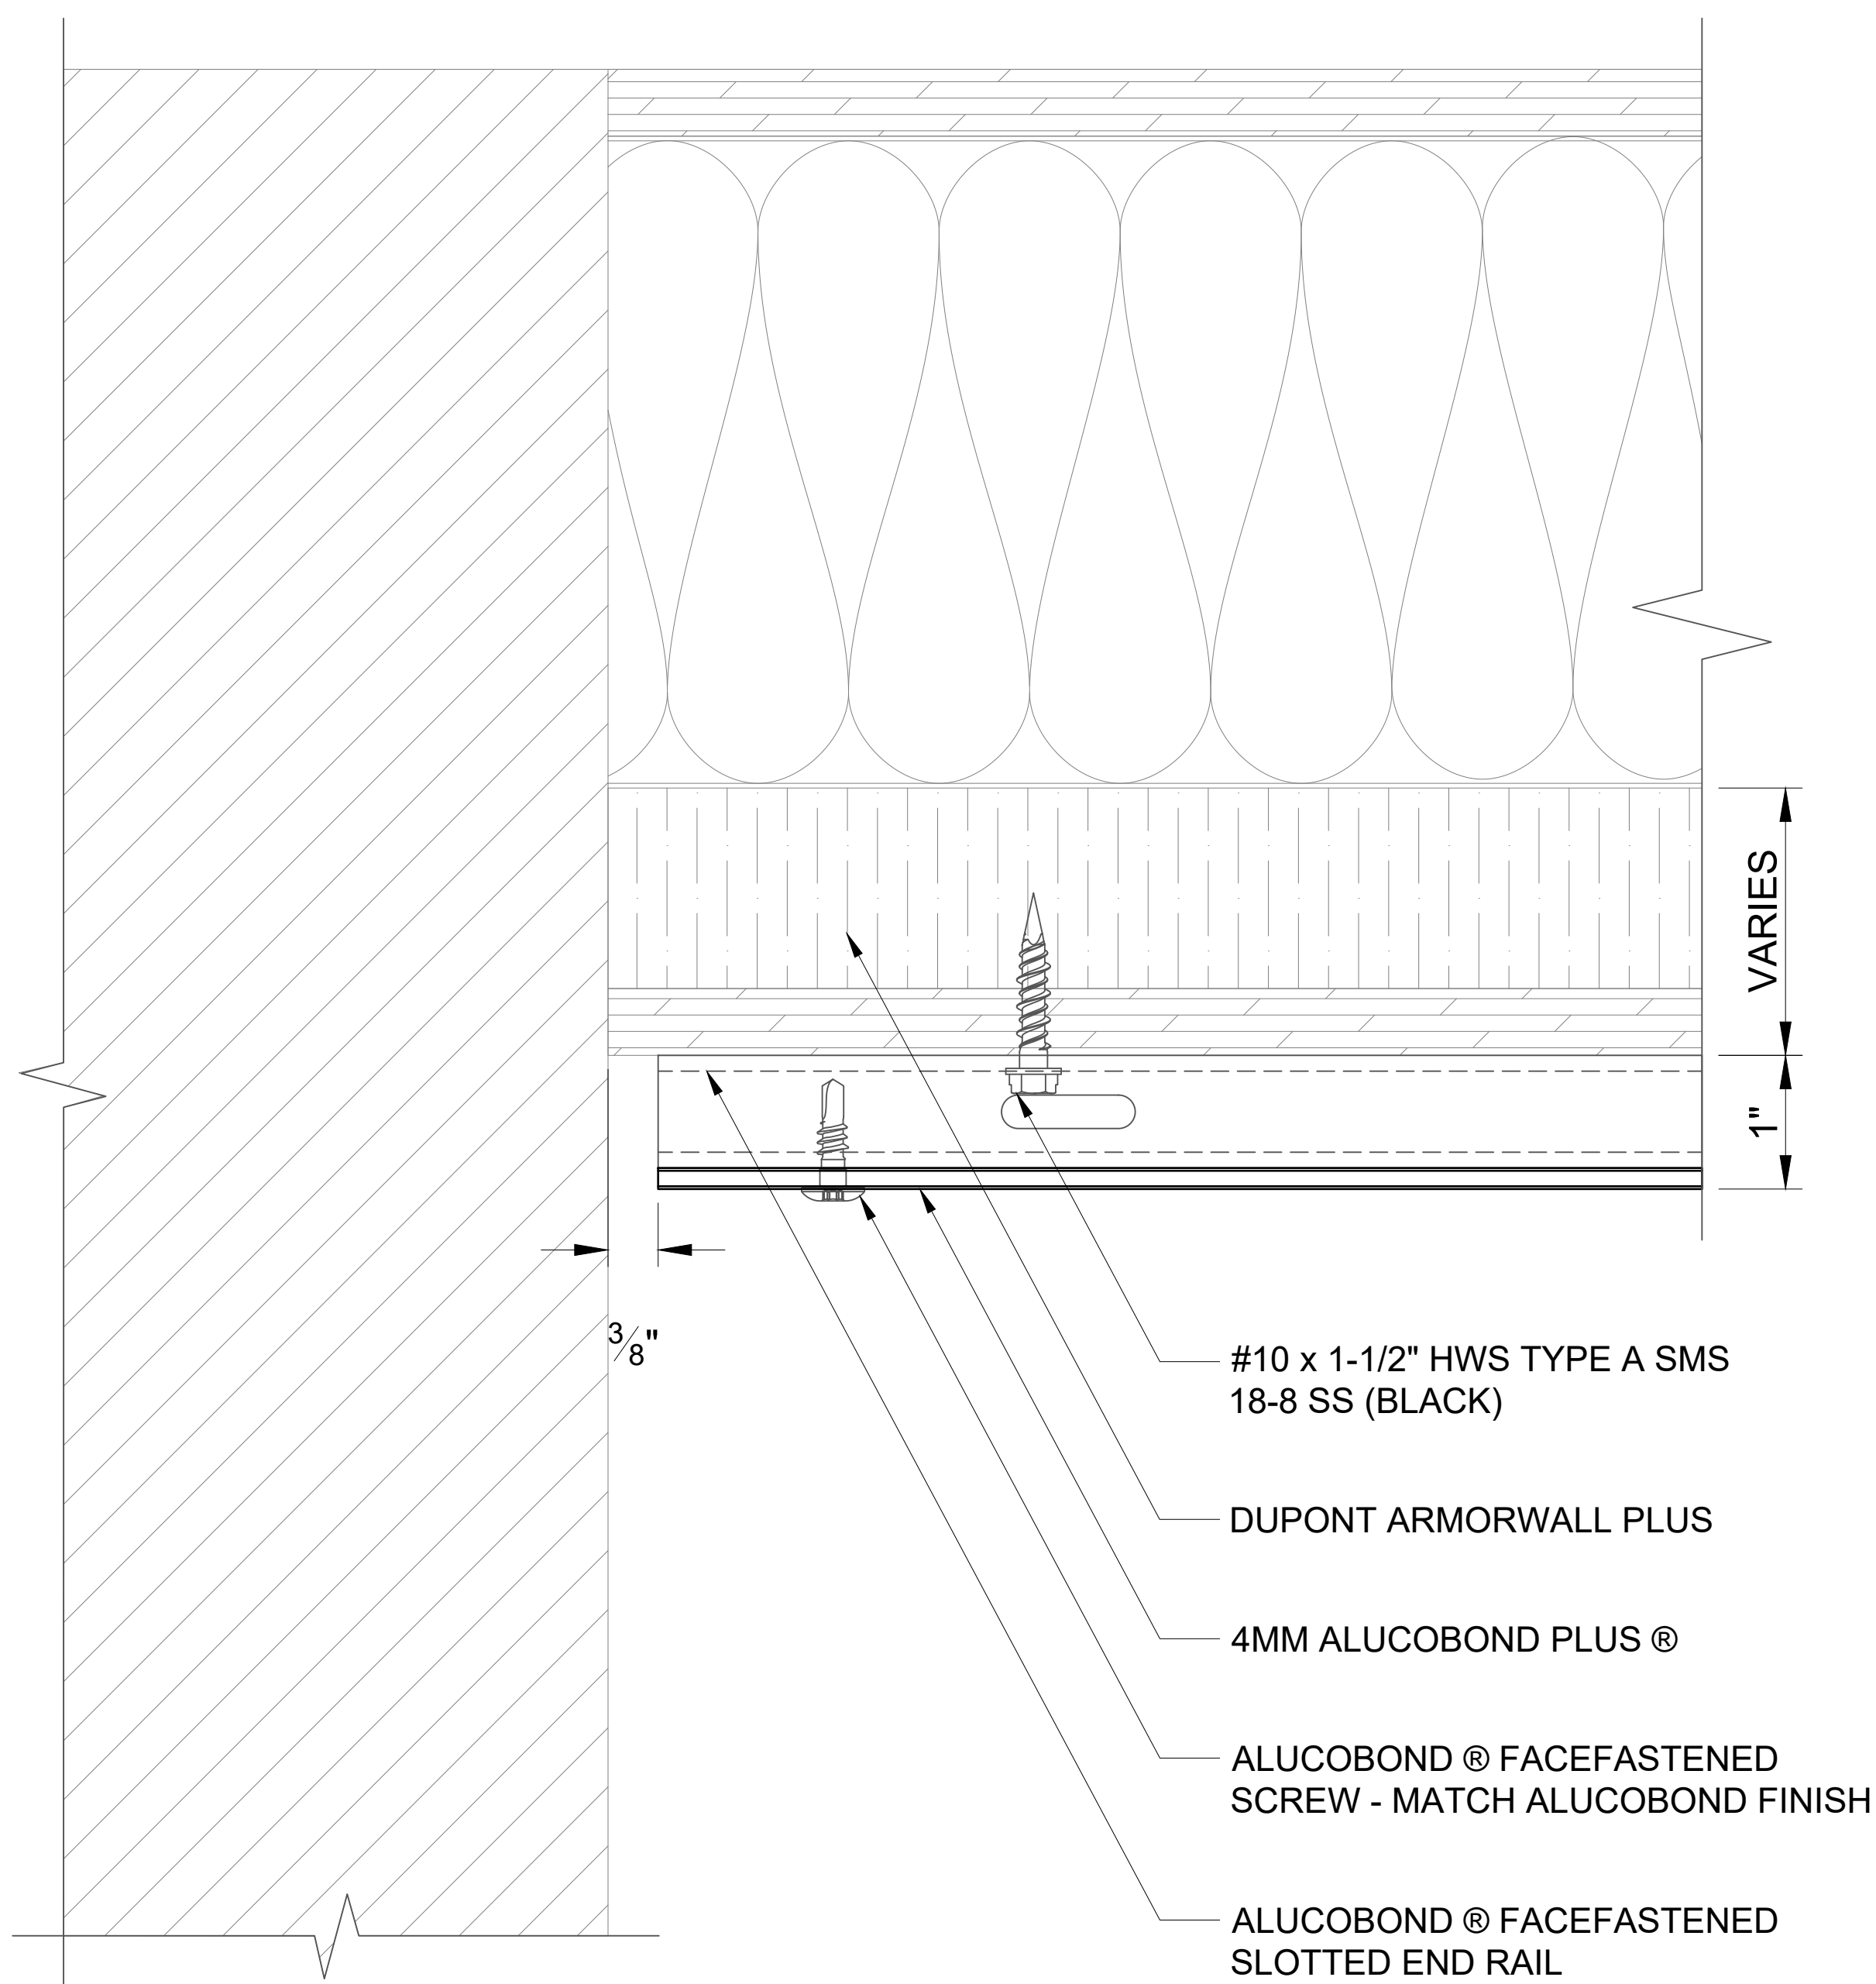 VARIES
1"
3/8"
#10 x 1-1/2" HWS TYPE A SMS
18-8 SS (BLACK)
DUPONT ARMORWALL PLUS
4MM ALUCOBOND PLUS ®
ALUCOBOND ® FACEFASTENED
SCREW - MATCH ALUCOBOND FINISH
ALUCOBOND ® FACEFASTENED
SLOTTED END RAIL